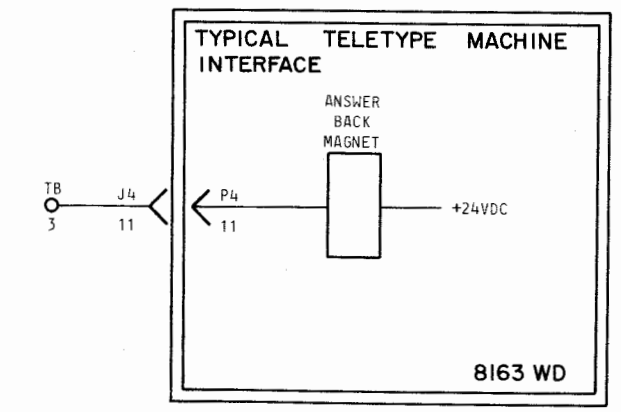 TYPICAL TELETYPE MACHINE
INTERFACE
ANSWER
BACK
MAGNET
TB
3
J4
11
P4
11
+24VDC
8163 WD